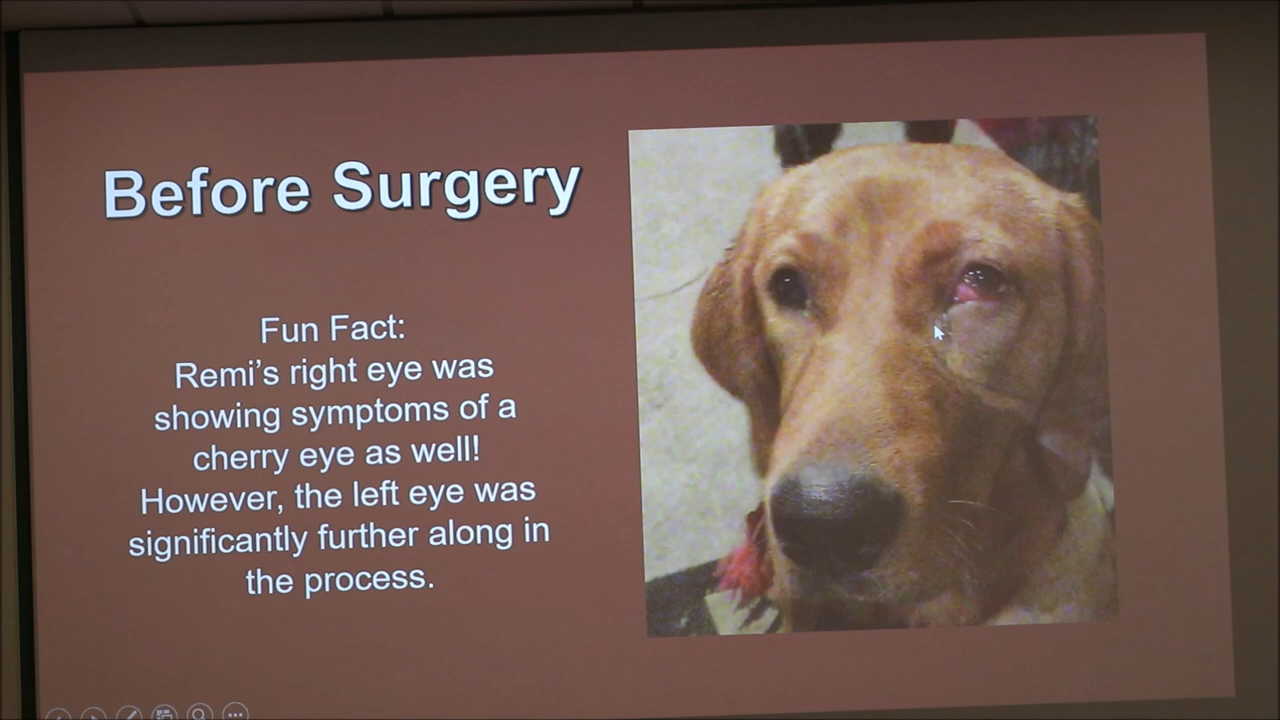 Before Surgery
Fun Fact:
Remi's right eye was
showing symptoms of a
cherry eye as well!
However, the left eye was
significantly further along in
the process.